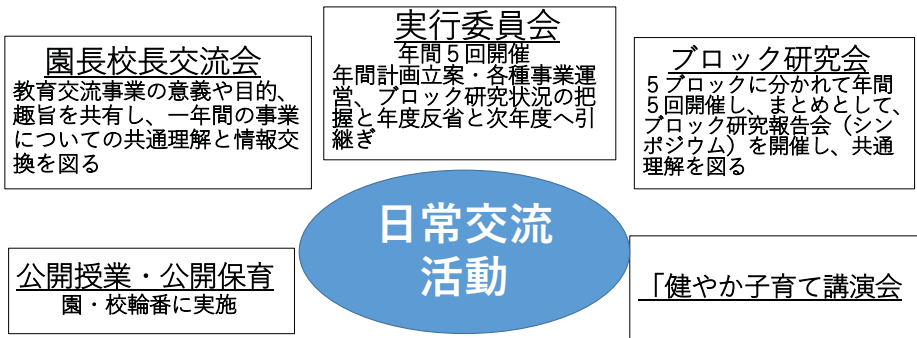 園長校長交流会
教育交流事業の意義や目的、
趣旨を共有し、一年間の事業
についての共通理解と情報交
換を図る
実行委員会
年間5回開催
年間計画立案・各種事業運
営、ブロック研究状況の把
握と年度反省と次年度へ引
継ぎ
ブロック研究会
5ブロックに分かれて年間
5回開催し、まとめとして、
ブロック研究報告会(シン
ポジウム)を開催し、共通
理解を図る
日常交流
活動
公開授業・公開保育
園・校輪番に実施
「健やか子育て講演会